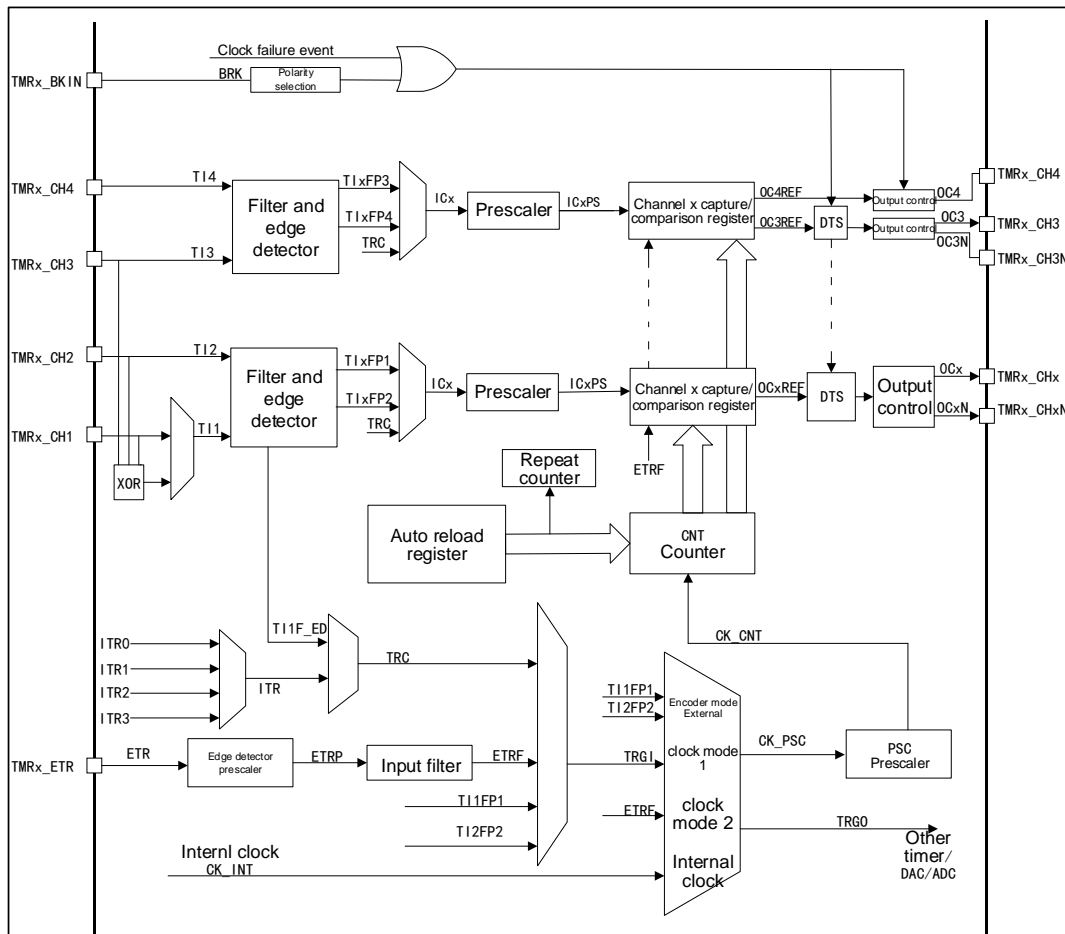 Clock failure event
BRK
Polarity
selection
TMRx_BKIN
TMRx_CH4
TI4
Filter and
edge
detector
TIxFP3
TIxFP4
TRC
ICx
Prescaler
ICxPS
Channel x capture/
comparison register
OC4REF
OC3REF
DTS
Output control
Output control
OC4
OC3
OC3N
TMRx_CH4
TMRx_CH3
TMRx_CH3N
TMRx_CH3
TI3
TMRx_CH2
TI2
Filter and
edge
detector
TIxFP1
TIxFP2
TRC
ICx
Prescaler
ICxPS
Channel x capture/
comparison register
OCxREF
DTS
Output
control
OCx
OCxN
TMRx_CHx
TMRx_CHxN
TMRx_CH1
TI1
XOR
ETRF
Repeat
counter
Auto reload
register
CNT
Counter
TI1F_ED
CK_CNT
ITR0
ITR1
ITR2
ITR3
ITR
TRC
TI1FP1
TI2FP2
Encoder mode
External
clock mode
1
clock
mode 2
Internal
clock
CK_PSC
PSC
Prescaler
TMRx_ETR
ETR
Edge detector
prescaler
ETRP
Input filter
ETRF
TRGI
TI1FP1
TI2FP2
ETRF
TRGO
Other
timer/
DAC/ADC
Internl clock
CK_INT